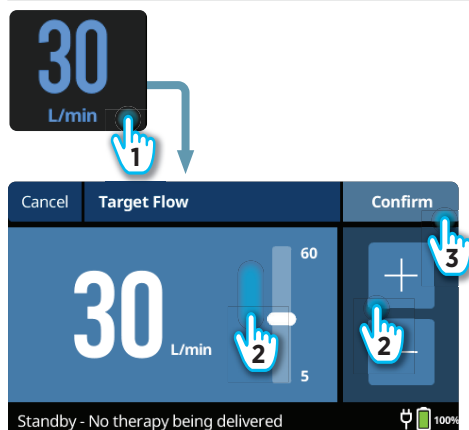 30
L/min
1
Cancel Target Flow Confirm
3
60
+
30 L/min
2 2
−
5
Standby - No therapy being delivered 100%